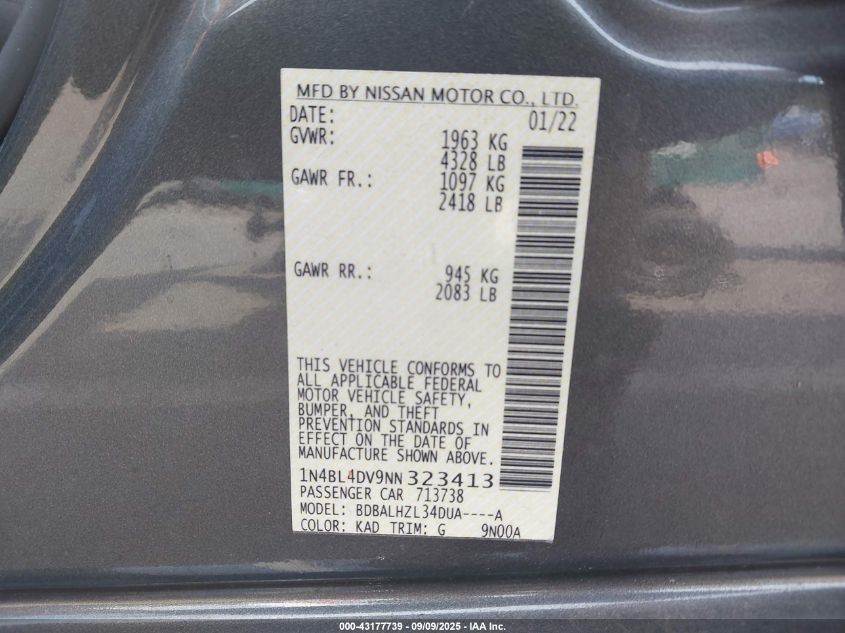 MFD BY NISSAN MOTOR CO., LTD.
DATE: 01/22
GVWR: 1963 KG
4328 LB
GAWR FR.: 1097 KG
2418 LB
GAWR RR.: 945 KG
2083 LB
THIS VEHICLE CONFORMS TO
ALL APPLICABLE FEDERAL
MOTOR VEHICLE SAFETY,
BUMPER, AND THEFT
PREVENTION STANDARDS IN
EFFECT ON THE DATE OF
MANUFACTURE SHOWN ABOVE.
1N4BL4DV9NN323413
PASSENGER CAR 713738
MODEL: BDBALHZL34DUA----A
COLOR: KAD TRIM: G 9N00A
000-43177739 - 09/09/2025 - IAA Inc.